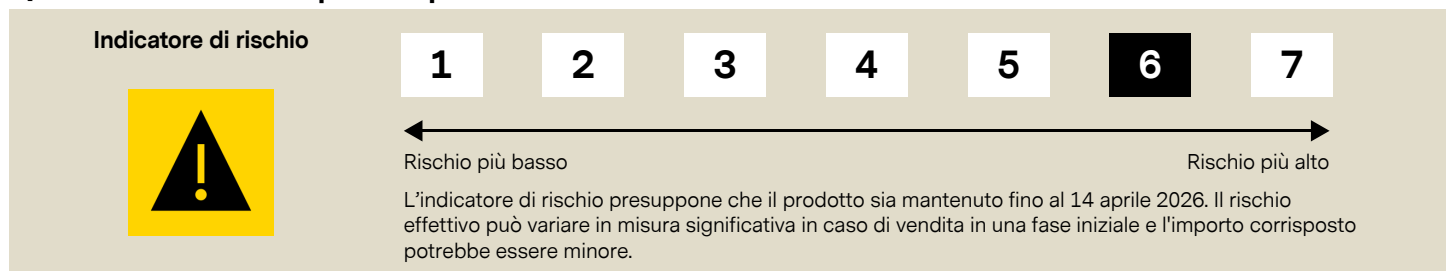 Indicatore di rischio
1 2 3 4 5 6 7
Rischio più basso Rischio più alto
L'indicatore di rischio presuppone che il prodotto sia mantenuto fino al 14 aprile 2026. Il rischio
effettivo può variare in misura significativa in caso di vendita in una fase iniziale e l'importo corrisposto
potrebbe essere minore.